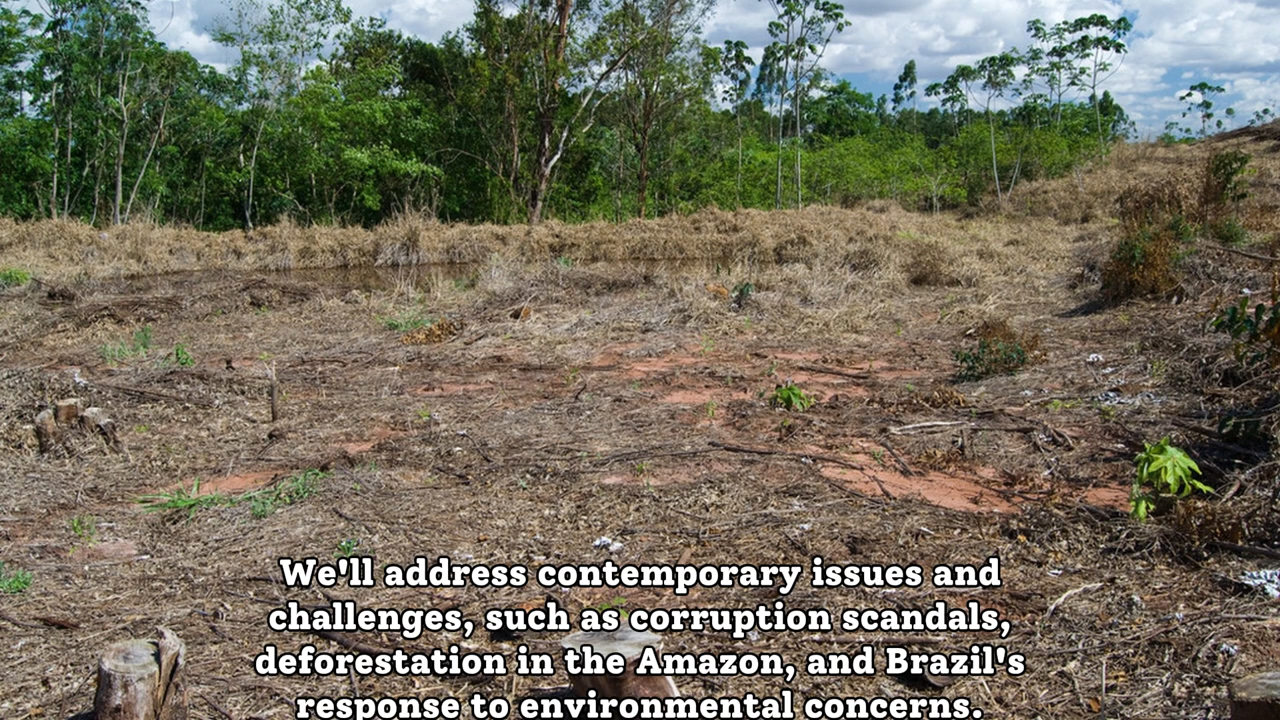 We'll address contemporary issues and
challenges, such as corruption scandals,
deforestation in the Amazon, and Brazil's
response to environmental concerns.